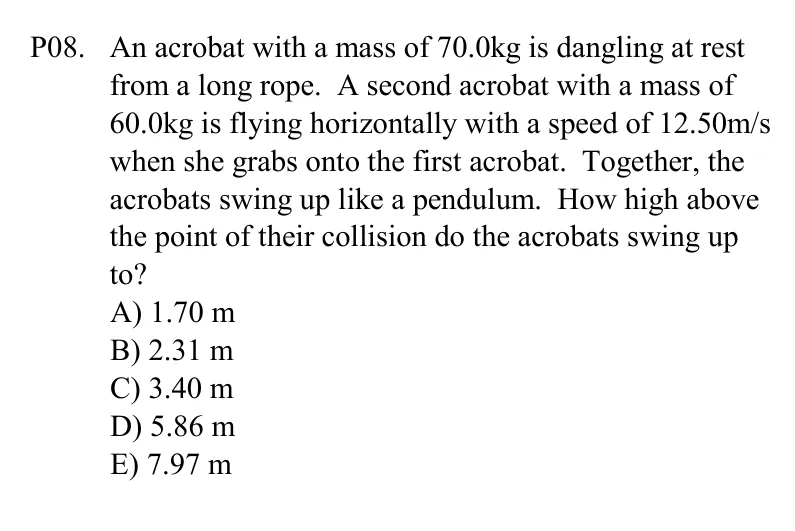 P08. An acrobat with a mass of 70.0kg is dangling at rest
from a long rope. A second acrobat with a mass of
60.0kg is flying horizontally with a speed of 12.50m/s
when she grabs onto the first acrobat. Together, the
acrobats swing up like a pendulum. How high above
the point of their collision do the acrobats swing up
to?
A) 1.70 m
B) 2.31 m
C) 3.40 m
D) 5.86 m
E) 7.97 m